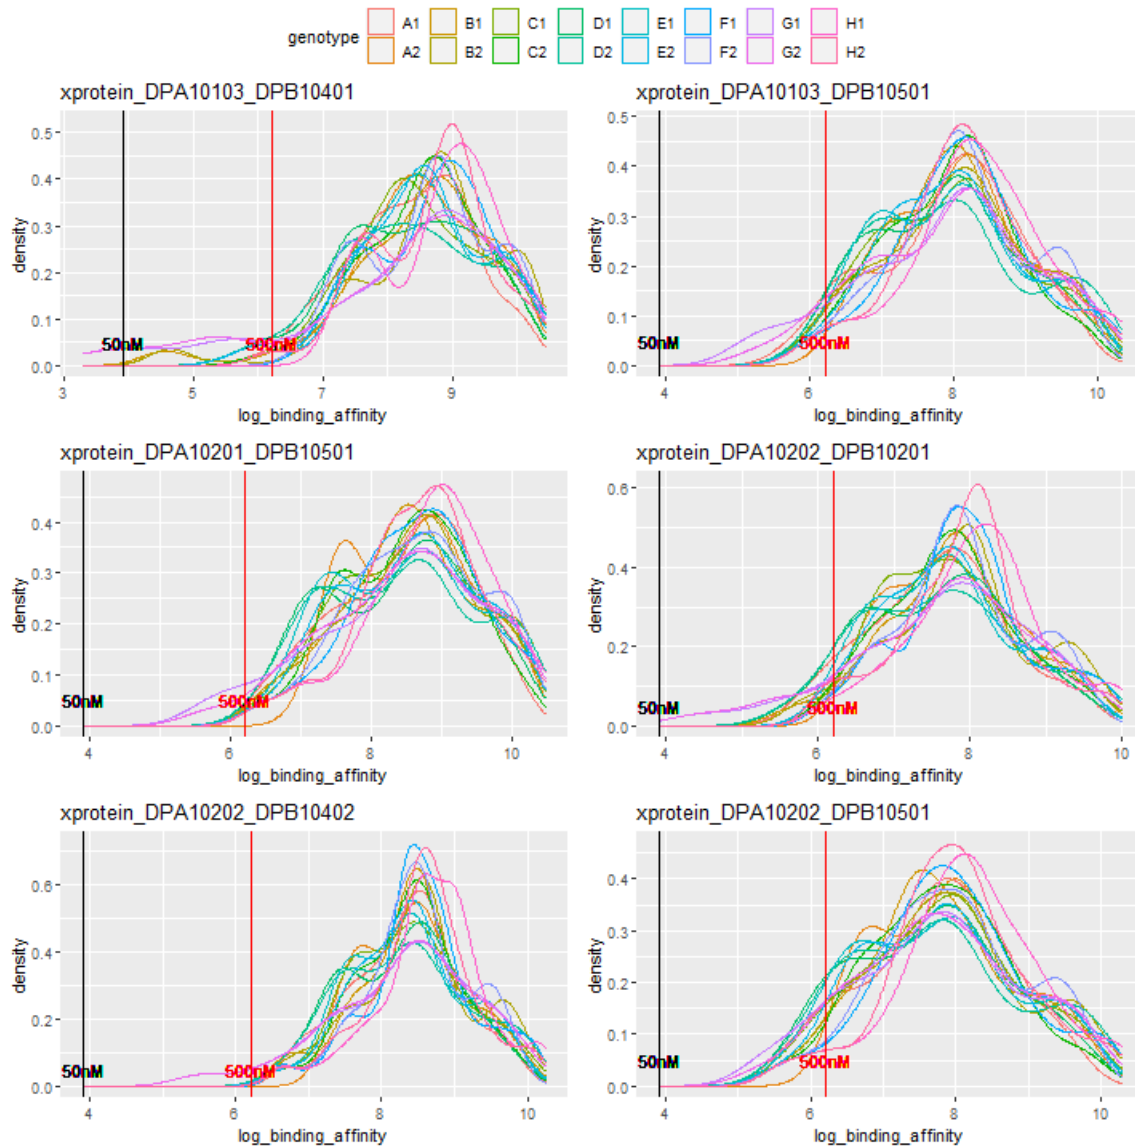 genotype A1 B1 C1 D1 E1 F1 G1 H1
A2 B2 C2 D2 E2 F2 G2 H2
xprotein_DPA10103_DPB10401
0.5
0.4
0.3
0.2
0.1
0.0
density
50nM 500nM
3 5 7 9
log_binding_affinity
xprotein_DPA10103_DPB10501
0.5
0.4
0.3
0.2
0.1
0.0
density
50nM 500nM
4 6 8 10
log_binding_affinity
xprotein_DPA10201_DPB10501
0.4
0.3
0.2
0.1
0.0
density
50nM 500nM
4 6 8 10
log_binding_affinity
xprotein_DPA10202_DPB10201
0.6
0.4
0.2
0.0
density
50nM 500nM
4 6 8 10
log_binding_affinity
xprotein_DPA10202_DPB10402
0.6
0.4
0.2
0.0
density
50nM 500nM
4 6 8 10
log_binding_affinity
xprotein_DPA10202_DPB10501
0.4
0.3
0.2
0.1
0.0
density
50nM 500nM
4 6 8 10
log_binding_affinity